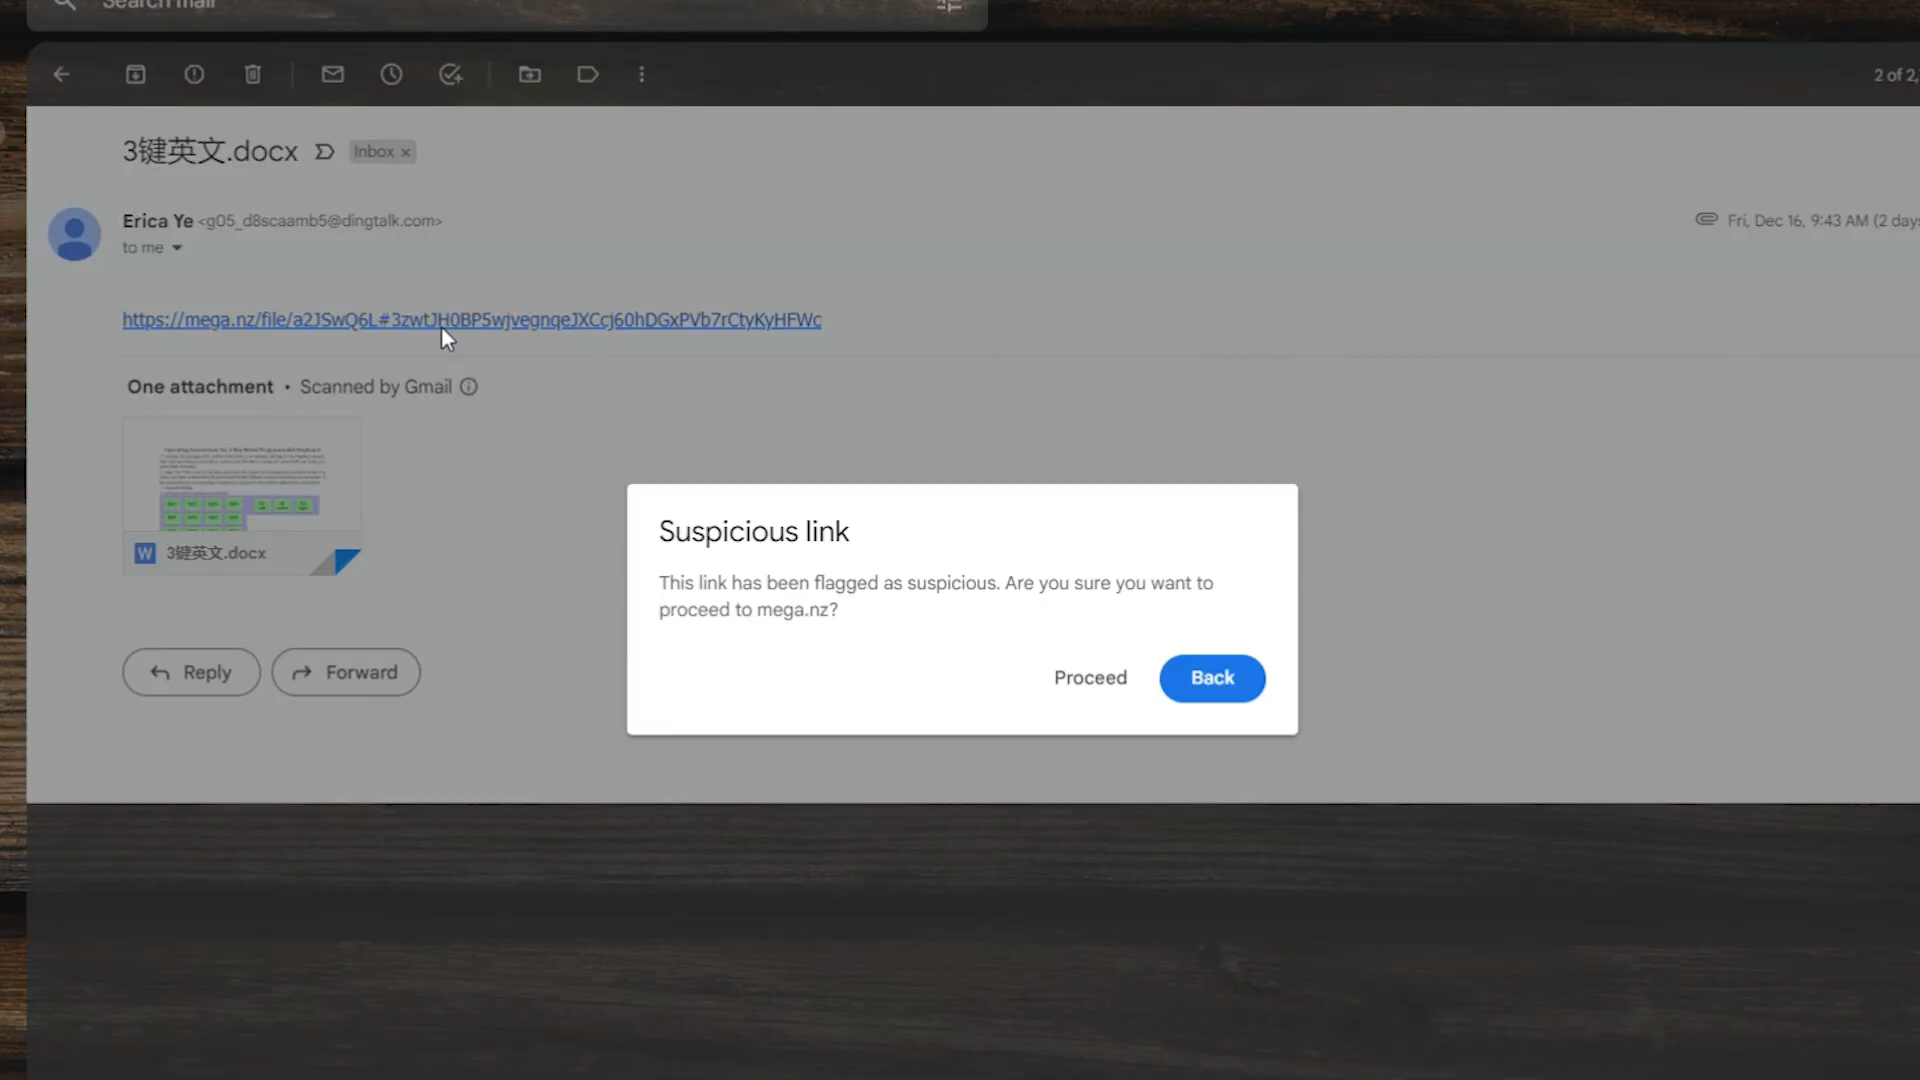 Search mail
2 of 2,
3键英文.docx
Inbox ×
Erica Ye <g05_d8scaamb5@dingtalk.com>
Fri, Dec 16, 9:43 AM (2 days
to me
https://mega.nz/file/a2JSwQ6L#3zwtJH0BP5wjvegnqeJXCcj60hDGxPVb7rCtyKyHFWc
One attachment • Scanned by Gmail
W 3键英文.docx
Suspicious link
This link has been flagged as suspicious. Are you sure you want to
proceed to mega.nz?
Proceed
Back
Reply
Forward